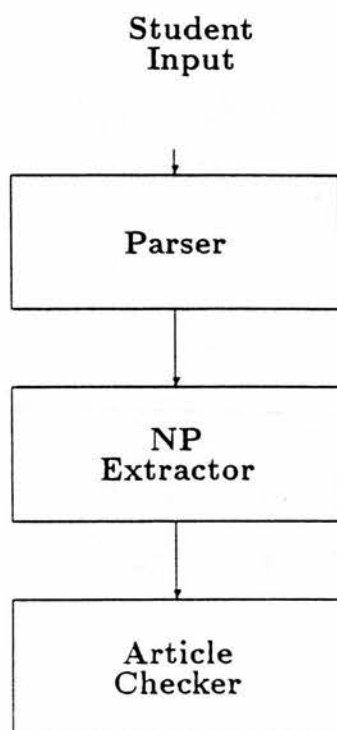 Student
Input
Parser
NP
Extractor
Article
Checker